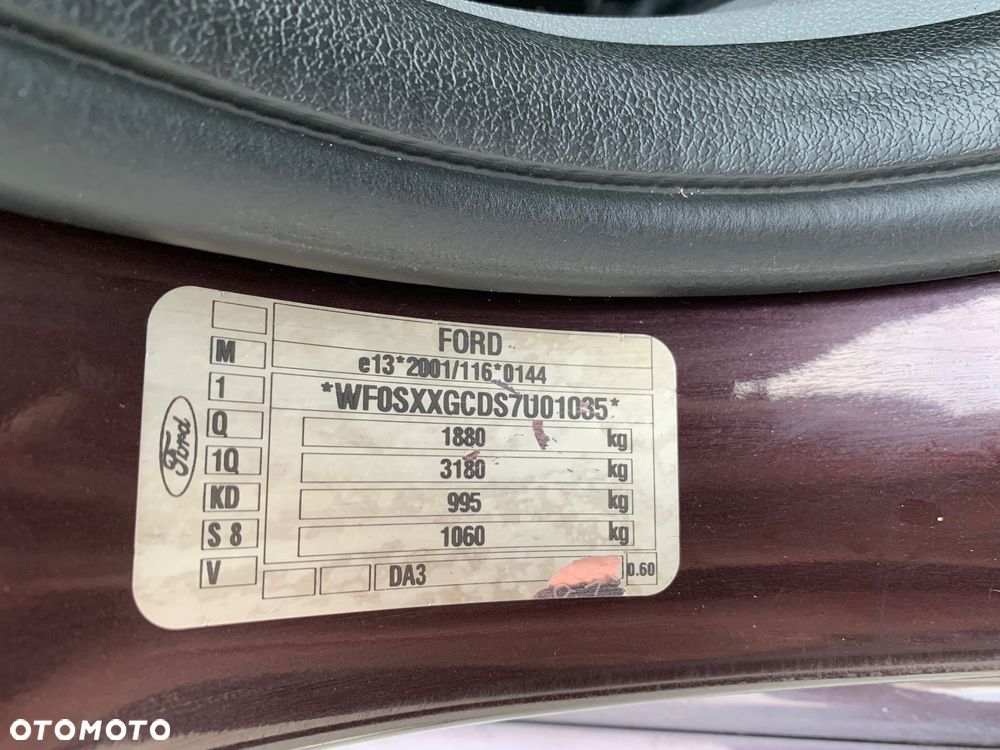 FORD
e13*2001/116*0144
*WF0SXXGCDS7U01035*
M
1
Q
1Q
KD
S 8
V
1880 kg
3180 kg
995 kg
1060 kg
DA3
0.60
Ford
OTOMOTO